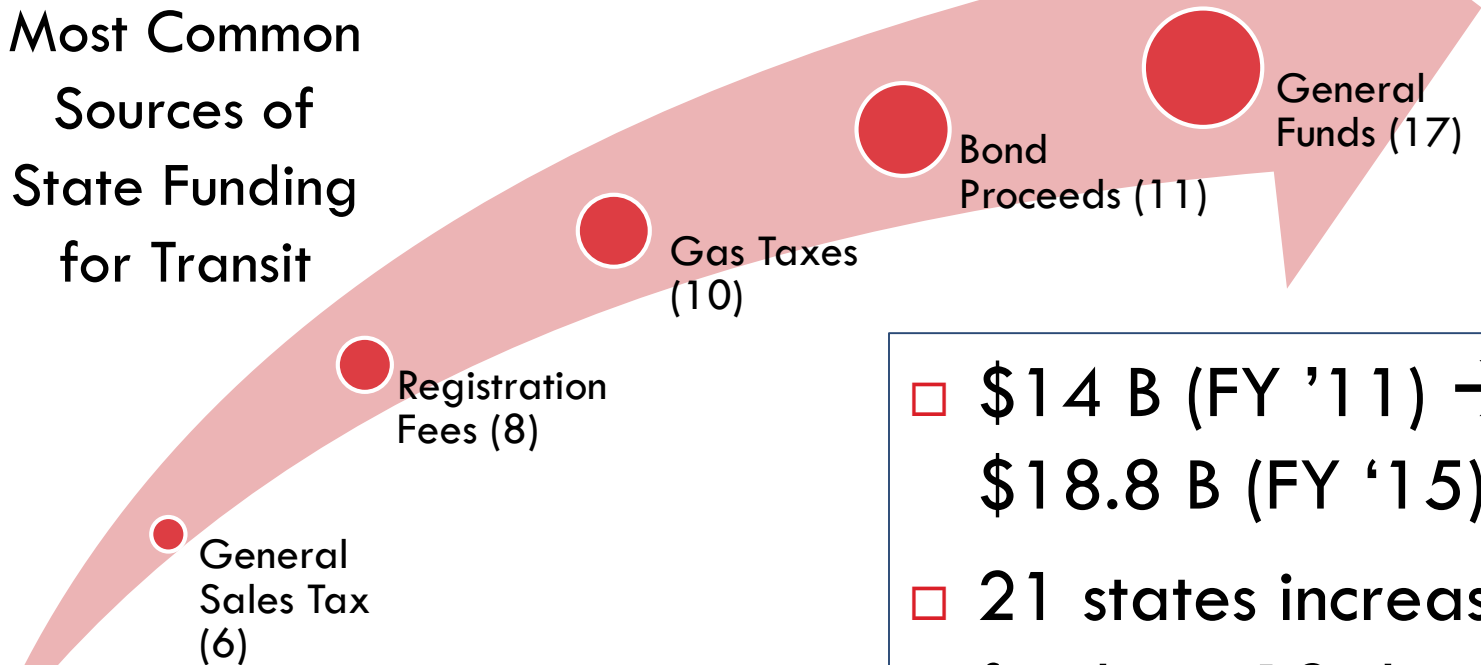 Most Common
Sources of
State Funding
for Transit
General
Funds (17)
Bond
Proceeds (11)
Gas Taxes
(10)
Registration
Fees (8)
General
Sales Tax
(6)
$14 B (FY ’11)
$18.8 B (FY ‘15)
21 states increas